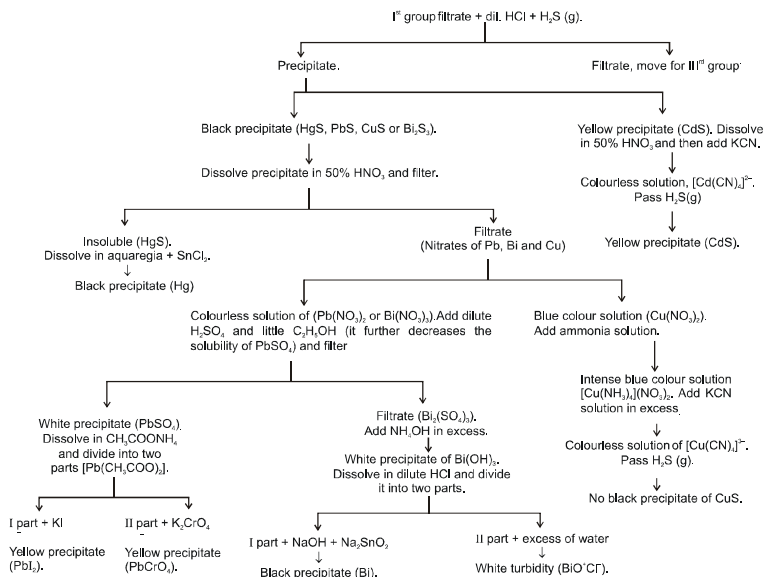 Iˢᵗ group filtrate + dil. HCl + H₂S (g).
Precipitate.
Filtrate, move for IIIʳᵈ group
Black precipitate (HgS, PbS, CuS or Bi₂S₃).
Yellow precipitate (CdS). Dissolve
in 50% HNO₃ and then add KCN.
Dissolve precipitate in 50% HNO₃ and filter.
Colourless solution, [Cd(CN)₄]²⁻.
Pass H₂S(g)
Yellow precipitate (CdS).
Insoluble (HgS).
Dissolve in aquaregia + SnCl₂.
↓
Black precipitate (Hg)
Filtrate
(Nitrates of Pb, Bi and Cu)
Colourless solution of (Pb(NO₃)₂ or Bi(NO₃)₃).Add dilute
H₂SO₄ and little C₂H₅OH (it further decreases the
solubility of PbSO₄) and filter
Blue colour solution (Cu(NO₃)₂).
Add ammonia solution.
Intense blue colour solution
[Cu(NH₃)₄](NO₃)₂. Add KCN
solution in excess
Colourless solution of [Cu(CN)₄]³⁻.
Pass H₂S (g).
No black precipitate of CuS.
White precipitate (PbSO₄)
Dissolve in CH₃COONH₄
and divide into two
parts [Pb(CH₃COO)₂].
Filtrate (Bi₂(SO₄)₃).
Add NH₄OH in excess.
White precipitate of Bi(OH)₃.
Dissolve in dilute HCl and divide
it into two parts.
I part + KI
Yellow precipitate
(PbI₂).
II part + K₂CrO₄
Yellow precipitate
(PbCrO₄).
I part + NaOH + Na₂SnO₂
↓
Black precipitate (Bi).
II part + excess of water
↓
White turbidity (BiO⁺Cl⁻).